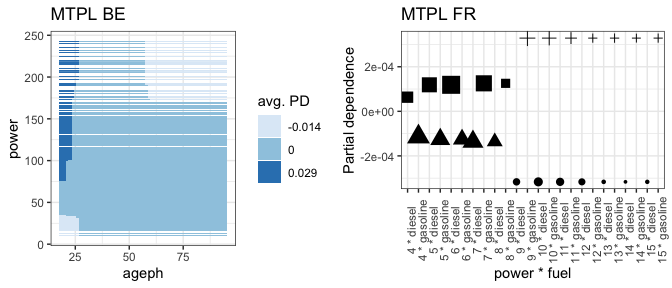 MTPL BE
250
200
150
100
50
0
power
25
50
75
ageph
avg. PD
-0.014
0
0.029
MTPL FR
Partial dependence
2e-04
0e+00
-2e-04
4 * diesel
4 * gasoline
5 * diesel
5 * gasoline
6 * diesel
6 * gasoline
7 * diesel
7 * gasoline
8 * diesel
8 * gasoline
9 * diesel
9 * gasoline
10 * diesel
10 * gasoline
11 * diesel
11 * gasoline
12 * diesel
12 * gasoline
13 * diesel
13 * gasoline
14 * diesel
14 * gasoline
15 * diesel
15 * gasoline
power * fuel